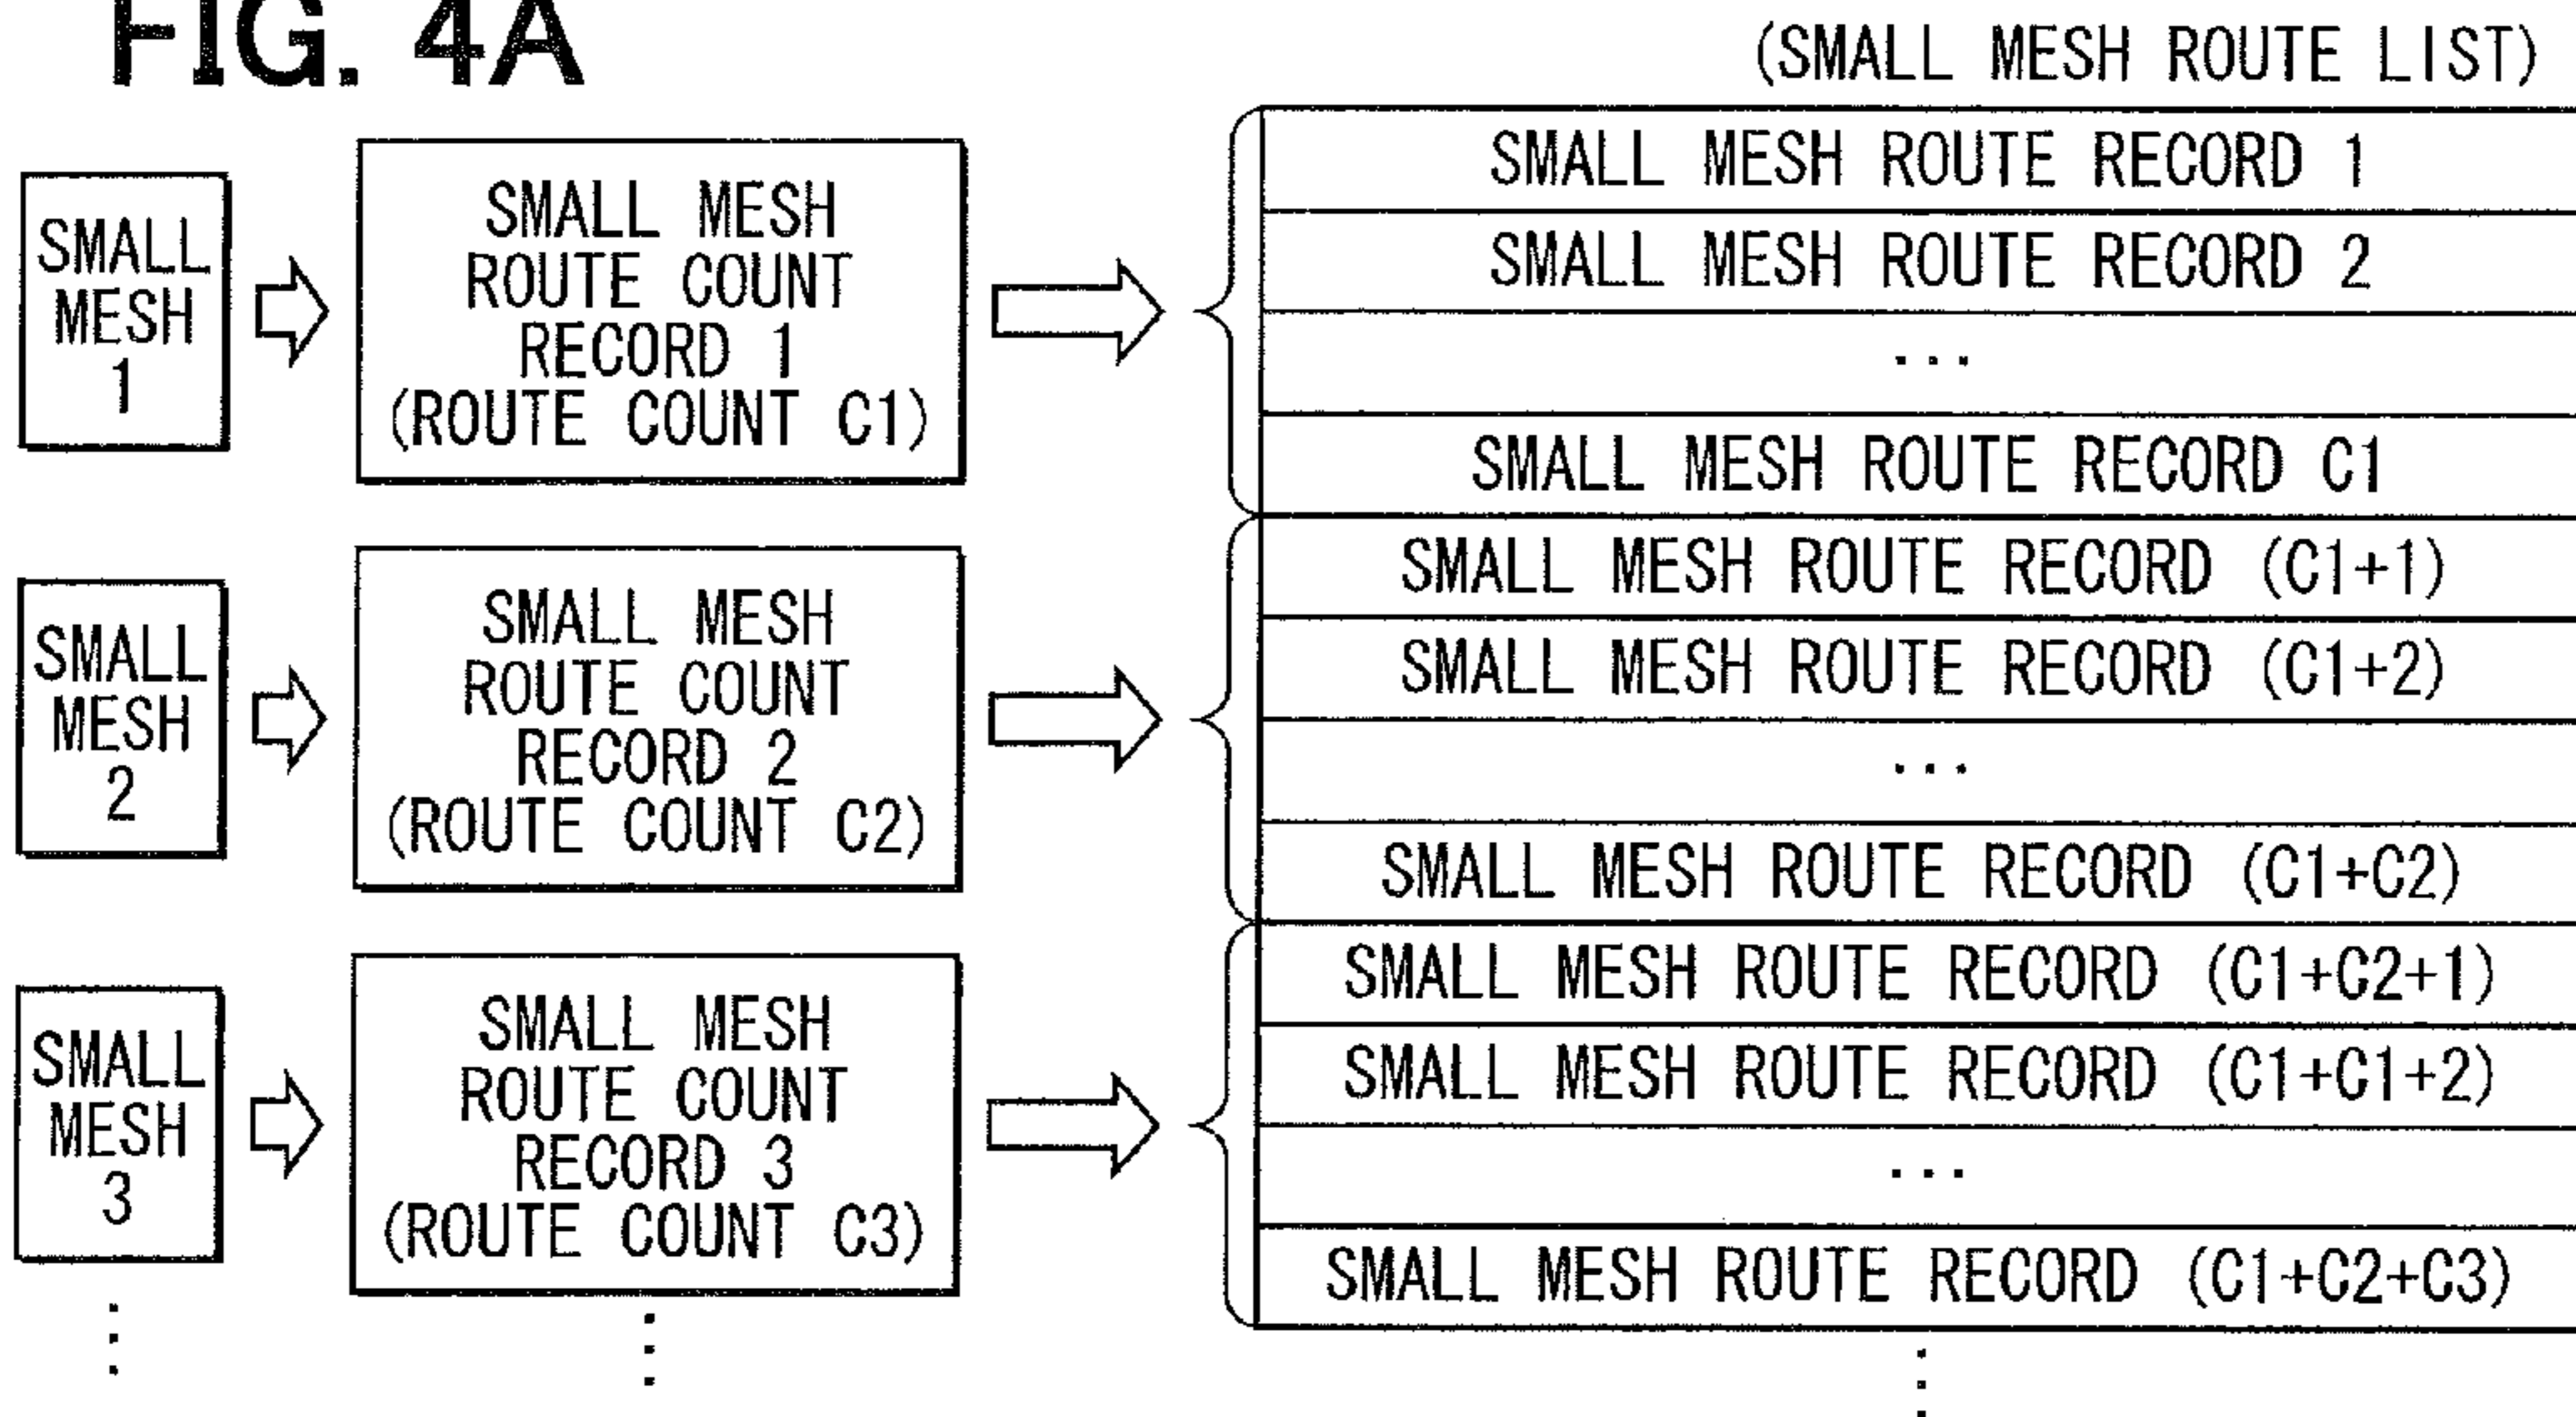 FIG. 4A
(SMALL MESH ROUTE LIST)
SMALL
MESH
1
SMALL MESH
ROUTE COUNT
RECORD 1
(ROUTE COUNT C1)
SMALL MESH ROUTE RECORD 1
SMALL MESH ROUTE RECORD 2
...
SMALL MESH ROUTE RECORD C1
SMALL
MESH
2
SMALL MESH
ROUTE COUNT
RECORD 2
(ROUTE COUNT C2)
SMALL MESH ROUTE RECORD (C1+1)
SMALL MESH ROUTE RECORD (C1+2)
...
SMALL MESH ROUTE RECORD (C1+C2)
SMALL
MESH
3
SMALL MESH
ROUTE COUNT
RECORD 3
(ROUTE COUNT C3)
SMALL MESH ROUTE RECORD (C1+C2+1)
SMALL MESH ROUTE RECORD (C1+C1+2)
...
SMALL MESH ROUTE RECORD (C1+C2+C3)